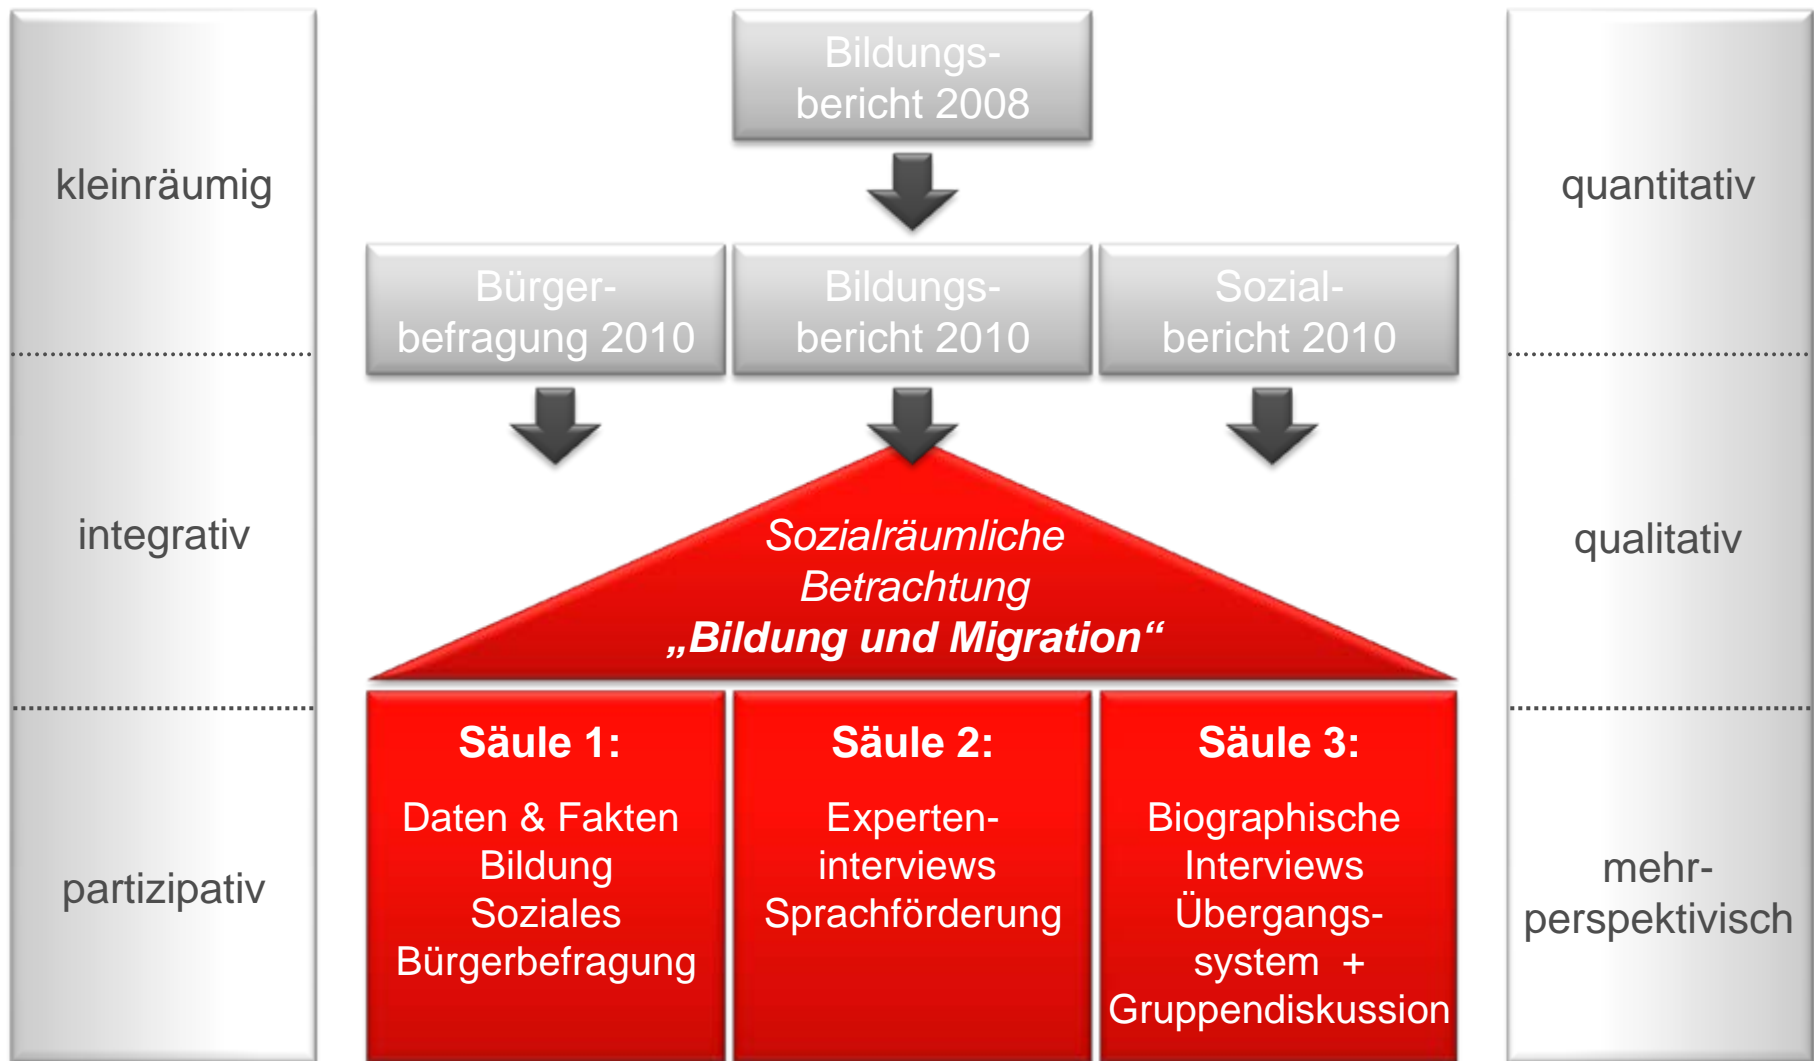 Bildungs-
bericht 2008
kleinräumig
quantitativ
Bürger-
befragung 2010
Bildungs-
bericht 2010
Sozial-
bericht 2010
integrativ
qualitativ
Sozialräumliche
Betrachtung
„Bildung und Migration“
partizipativ
Säule 1:
Daten & Fakten
Bildung
Soziales
Bürgerbefragung
Säule 2:
Experten-
interviews
Sprachförderung
Säule 3:
Biographische
Interviews
Übergangs-
system +
Gruppendiskussion
mehr-
perspektivisch